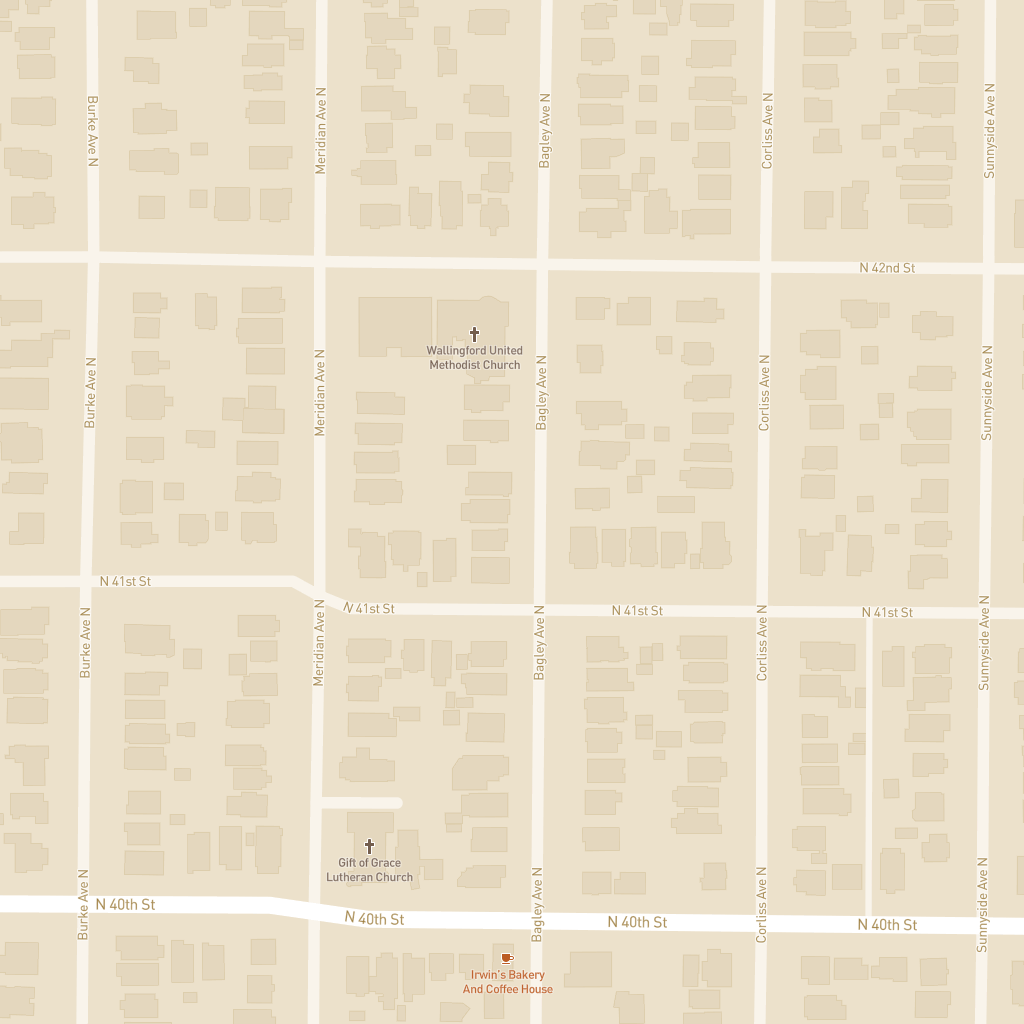 Burke Ave N
Meridian Ave N
Bagley Ave N
Corliss Ave N
Sunnyside Ave N
N 42nd St
Wallingford United
Methodist Church
Burke Ave N
Meridian Ave N
Bagley Ave N
Corliss Ave N
Sunnyside Ave N
N 41st St
N 41st St
N 41st St
N 41st St
Burke Ave N
Meridian Ave N
Bagley Ave N
Corliss Ave N
Sunnyside Ave N
Gift of Grace
Lutheran Church
Burke Ave N
Bagley Ave N
Corliss Ave N
Sunnyside Ave N
N 40th St
N 40th St
N 40th St
N 40th St
Irwin's Bakery
And Coffee House